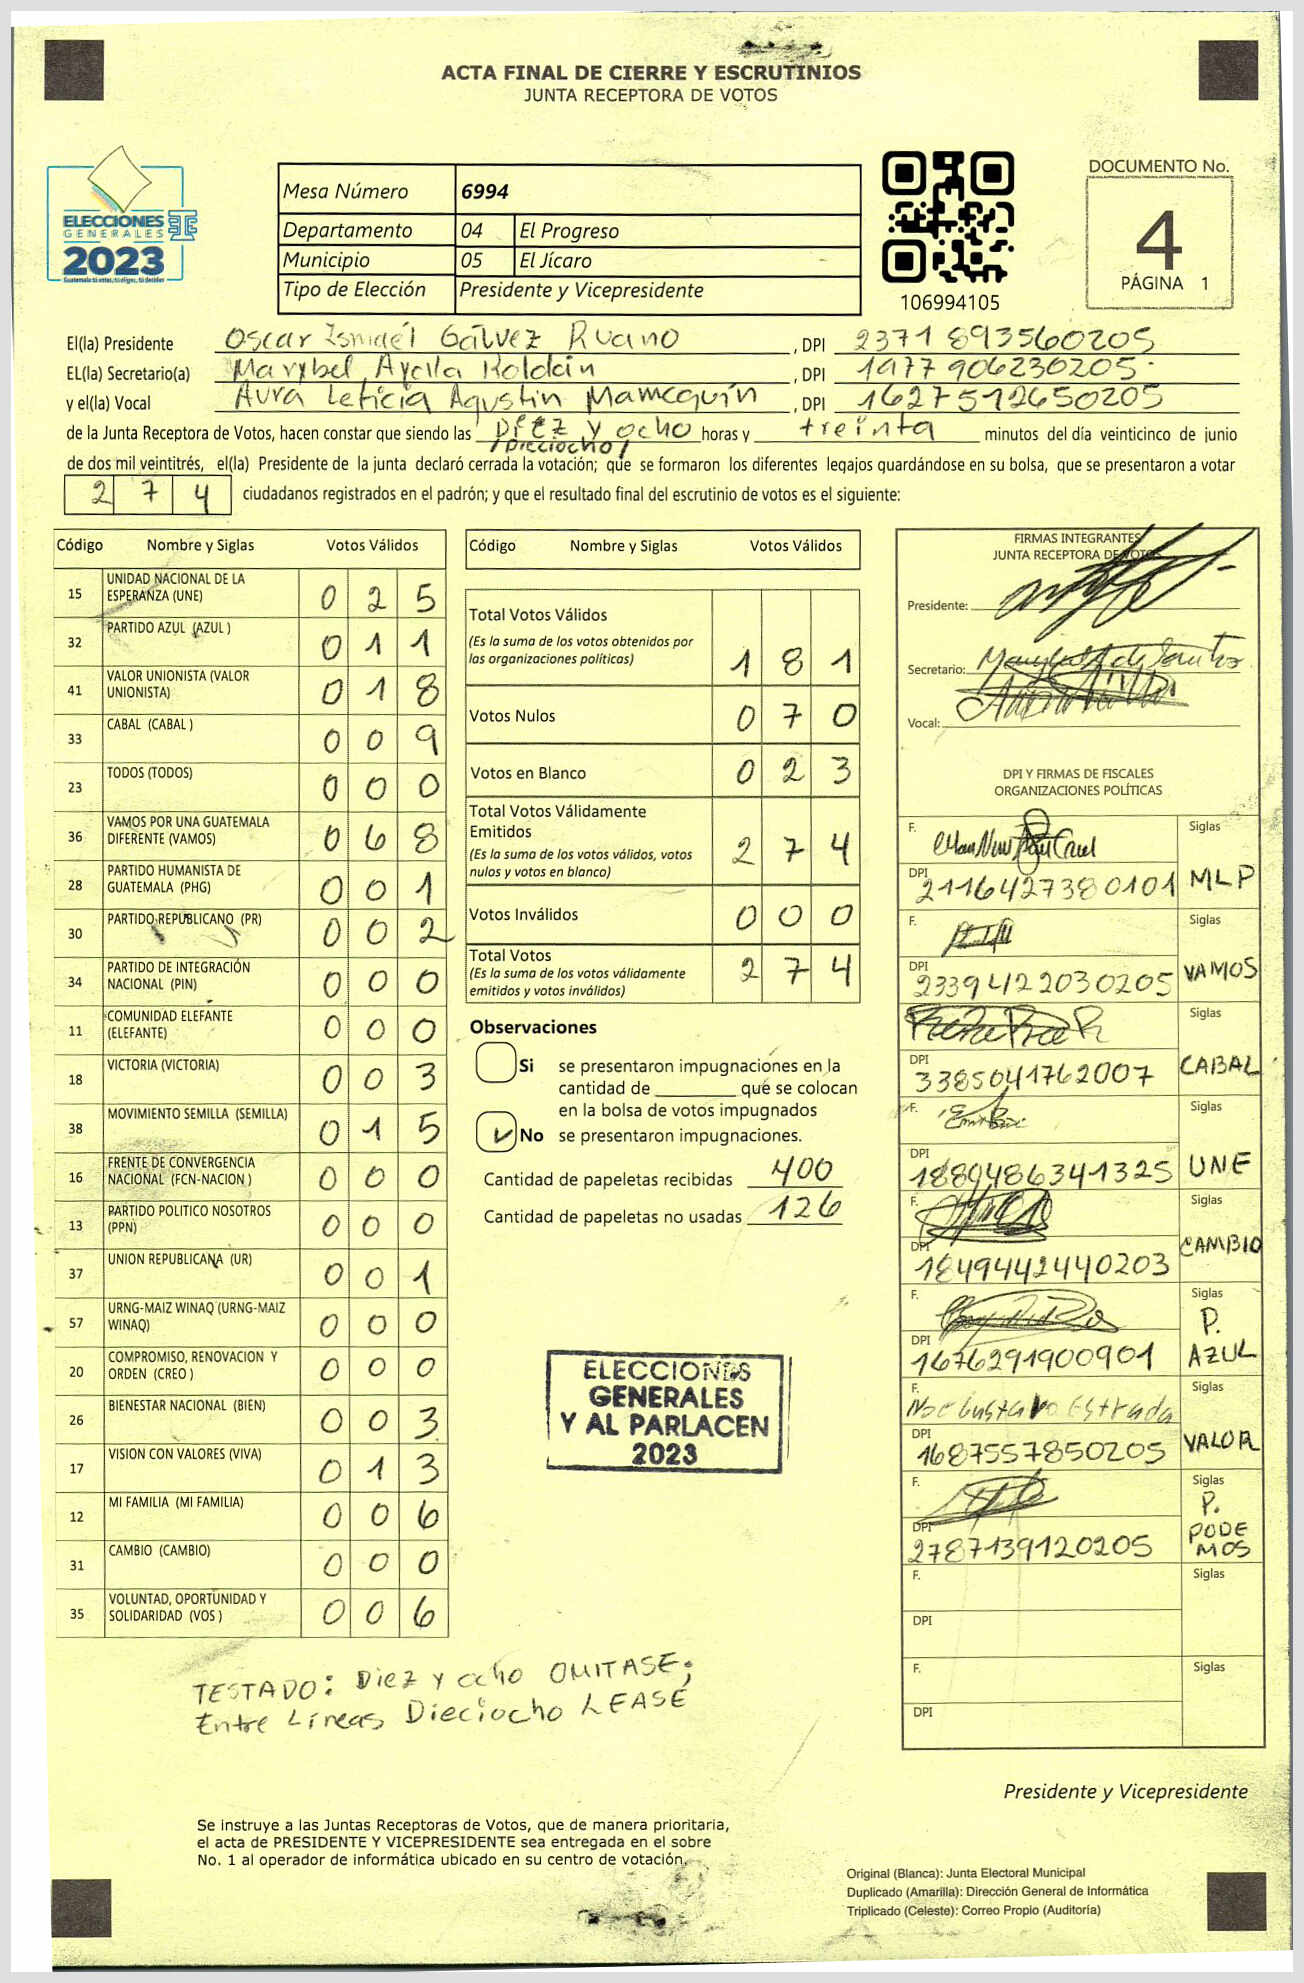 ACTA FINAL DE CIERRE Y ESCRUTINIOS
JUNTA RECEPTORA DE VOTOS
ELECCIONES
GENERALES
2023
Guatemala tú votas, tú eliges, tú decides
Mesa Número 6994
Departamento 04 El Progreso
Municipio 05 El Jícaro
Tipo de Elección Presidente y Vicepresidente
106994105
DOCUMENTO No.
4
PÁGINA 1
El(la) Presidente Oscar Ismaél Gálvez Ruano, DPI 2371893560205
EL(la) Secretario(a) Marybel Ayala Roldán, DPI 1977906230205
y el(la) Vocal Aura Leticia Agustin Mamequín, DPI 1627512650205
de la Junta Receptora de Votos, hacen constar que siendo las Diez y ocho horas y treinta minutos del día veinticinco de junio
/Dieciocho/
de dos mil veintitrés, el(la) Presidente de la junta declaró cerrada la votación; que se formaron los diferentes legajos guardándose en su bolsa, que se presentaron a votar
2 7 4 ciudadanos registrados en el padrón; y que el resultado final del escrutinio de votos es el siguiente:
Código Nombre y Siglas Votos Válidos
15 UNIDAD NACIONAL DE LA ESPERANZA (UNE) 0 2 5
32 PARTIDO AZUL (AZUL ) 0 1 1
41 VALOR UNIONISTA (VALOR UNIONISTA) 0 1 8
33 CABAL (CABAL ) 0 0 9
23 TODOS (TODOS) 0 0 0
36 VAMOS POR UNA GUATEMALA DIFERENTE (VAMOS) 0 6 8
28 PARTIDO HUMANISTA DE GUATEMALA (PHG) 0 0 1
30 PARTIDO REPUBLICANO (PR) 0 0 2
34 PARTIDO DE INTEGRACIÓN NACIONAL (PIN) 0 0 0
11 COMUNIDAD ELEFANTE (ELEFANTE) 0 0 0
18 VICTORIA (VICTORIA) 0 0 3
38 MOVIMIENTO SEMILLA (SEMILLA) 0 1 5
16 FRENTE DE CONVERGENCIA NACIONAL (FCN-NACION ) 0 0 0
13 PARTIDO POLITICO NOSOTROS (PPN) 0 0 0
37 UNION REPUBLICANA (UR) 0 0 1
57 URNG-MAIZ WINAQ (URNG-MAIZ WINAQ) 0 0 0
20 COMPROMISO, RENOVACION Y ORDEN (CREO ) 0 0 0
26 BIENESTAR NACIONAL (BIEN) 0 0 3
17 VISION CON VALORES (VIVA) 0 1 3
12 MI FAMILIA (MI FAMILIA) 0 0 6
31 CAMBIO (CAMBIO) 0 0 0
35 VOLUNTAD, OPORTUNIDAD Y SOLIDARIDAD (VOS ) 0 0 6
Código Nombre y Siglas Votos Válidos
Total Votos Válidos
(Es la suma de los votos obtenidos por
las organizaciones políticas) 1 8 1
Votos Nulos 0 7 0
Votos en Blanco 0 2 3
Total Votos Válidamente
Emitidos
(Es la suma de los votos válidos, votos
nulos y votos en blanco) 2 7 4
Votos Inválidos 0 0 0
Total Votos
(Es la suma de los votos válidamente
emitidos y votos inválidos) 2 7 4
Observaciones
Si se presentaron impugnaciones en la
cantidad de ________ que se colocan
en la bolsa de votos impugnados
No se presentaron impugnaciones.
Cantidad de papeletas recibidas 400
Cantidad de papeletas no usadas 126
ELECCIONES
GENERALES
Y AL PARLACEN
2023
FIRMAS INTEGRANTES
JUNTA RECEPTORA DE VOTOS
Presidente:
Secretario:
Vocal:
DPI Y FIRMAS DE FISCALES
ORGANIZACIONES POLÍTICAS
F. Siglas
DPI 2116427380101 MLP
F. Siglas
DPI 2339422030205 VAMOS
Siglas
DPI 3385041762007 CABAL
F. Siglas
DPI 1889486341325 UNE
F. Siglas
DPI 1849442440203 CAMBIO
F. Siglas
DPI 1676291900901 P. AZUL
F. Noe Gustavo Estrada Siglas
DPI 1687557850205 VALOR
F. Siglas
DPI 2787139120205 P. PODE MOS
F. Siglas
DPI
F. Siglas
DPI
TESTADO: Diez y ocho OMITASE;
Entre Líneas Dieciocho LEASE
Presidente y Vicepresidente
Se instruye a las Juntas Receptoras de Votos, que de manera prioritaria,
el acta de PRESIDENTE Y VICEPRESIDENTE sea entregada en el sobre
No. 1 al operador de informática ubicado en su centro de votación.
Original (Blanca): Junta Electoral Municipal
Duplicado (Amarilla): Dirección General de Informática
Triplicado (Celeste): Correo Propio (Auditoría)